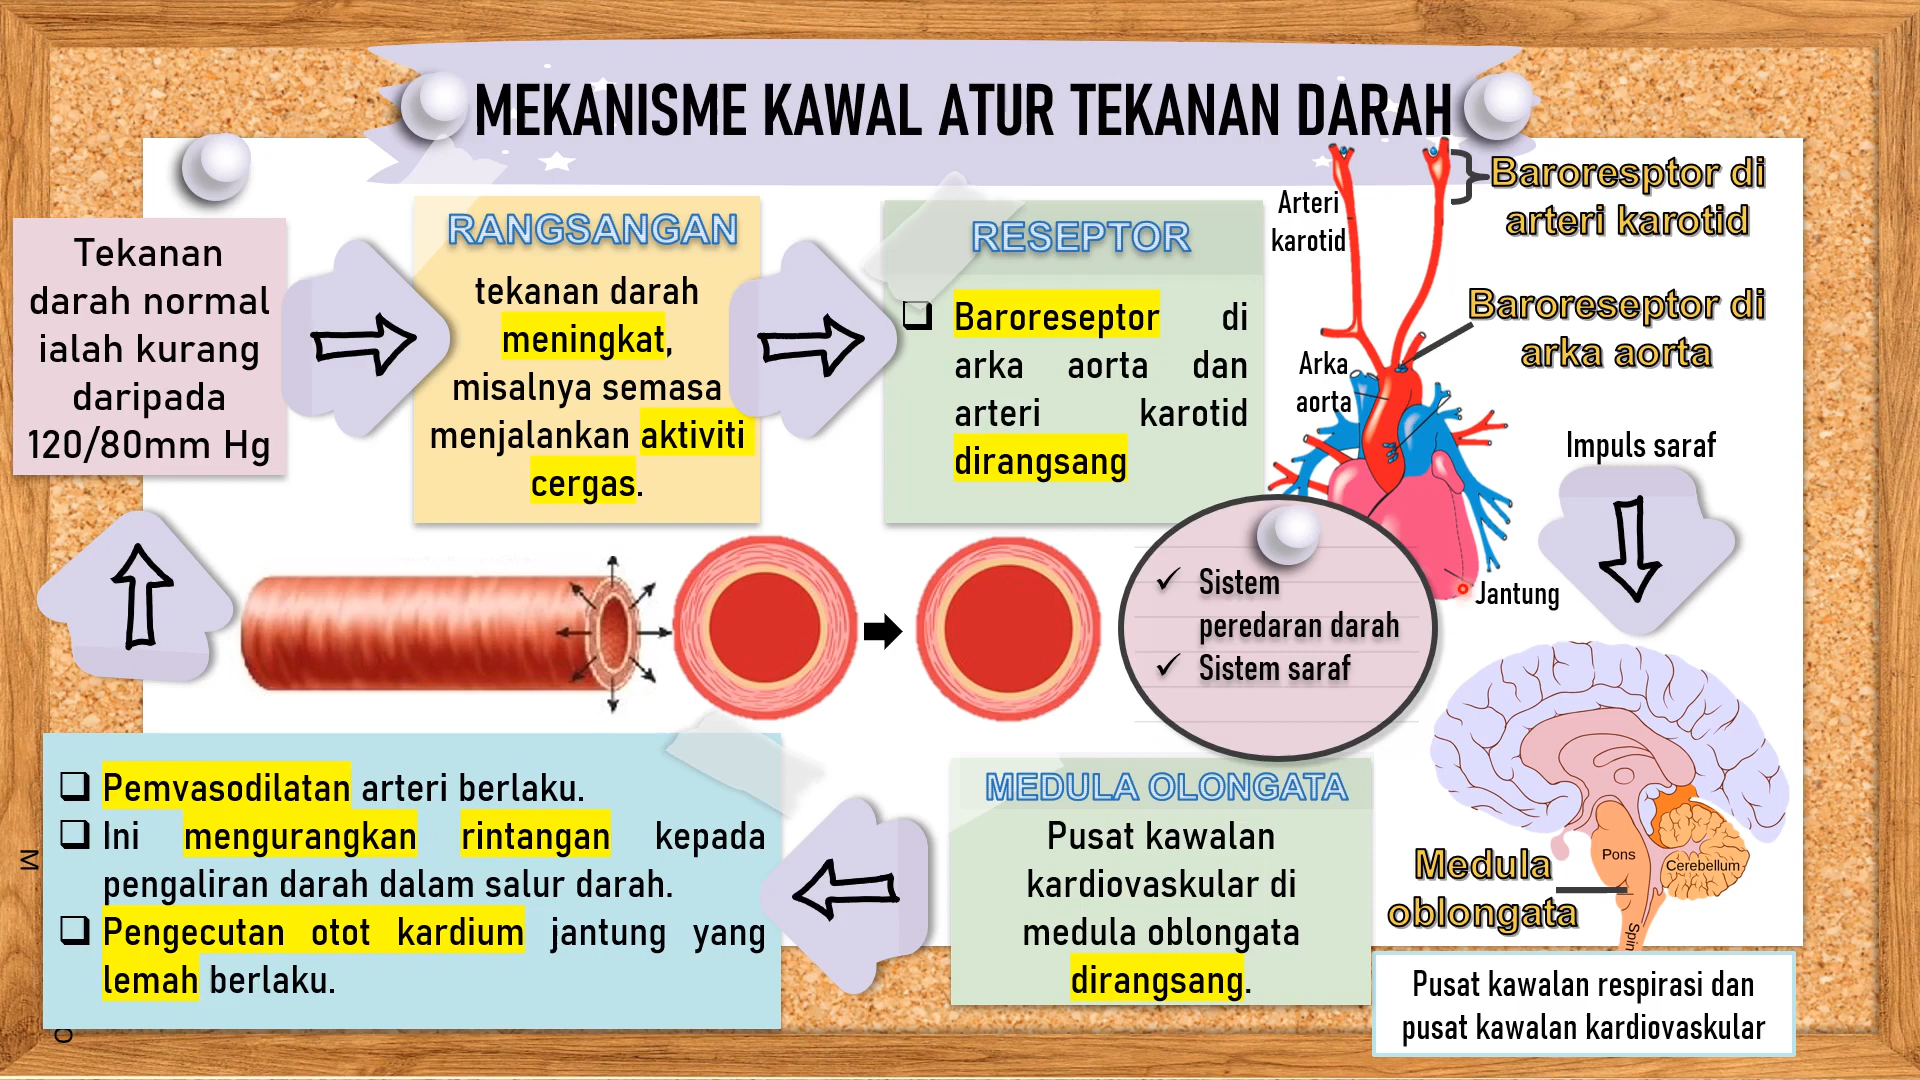 MEKANISME KAWAL ATUR TEKANAN DARAH
Tekanan
darah normal
ialah kurang
daripada
120/80mm Hg
RANGSANGAN
tekanan darah
meningkat,
misalnya semasa
menjalankan aktiviti
cergas.
RESEPTOR
❑ Baroreseptor di
arka aorta dan
arteri karotid
dirangsang
Arteri
karotid
Baroresptor di
arteri karotid
Baroreseptor di
arka aorta
Arka
aorta
Jantung
Impuls saraf
✓ Sistem
peredaran darah
✓ Sistem saraf
Pons
Cerebellum
Spin
Medula
oblongata
Pusat kawalan respirasi dan
pusat kawalan kardiovaskular
MEDULA OLONGATA
Pusat kawalan
kardiovaskular di
medula oblongata
dirangsang.
❑ Pemvasodilatan arteri berlaku.
❑ Ini mengurangkan rintangan kepada
pengaliran darah dalam salur darah.
❑ Pengecutan otot kardium jantung yang
lemah berlaku.
M
O